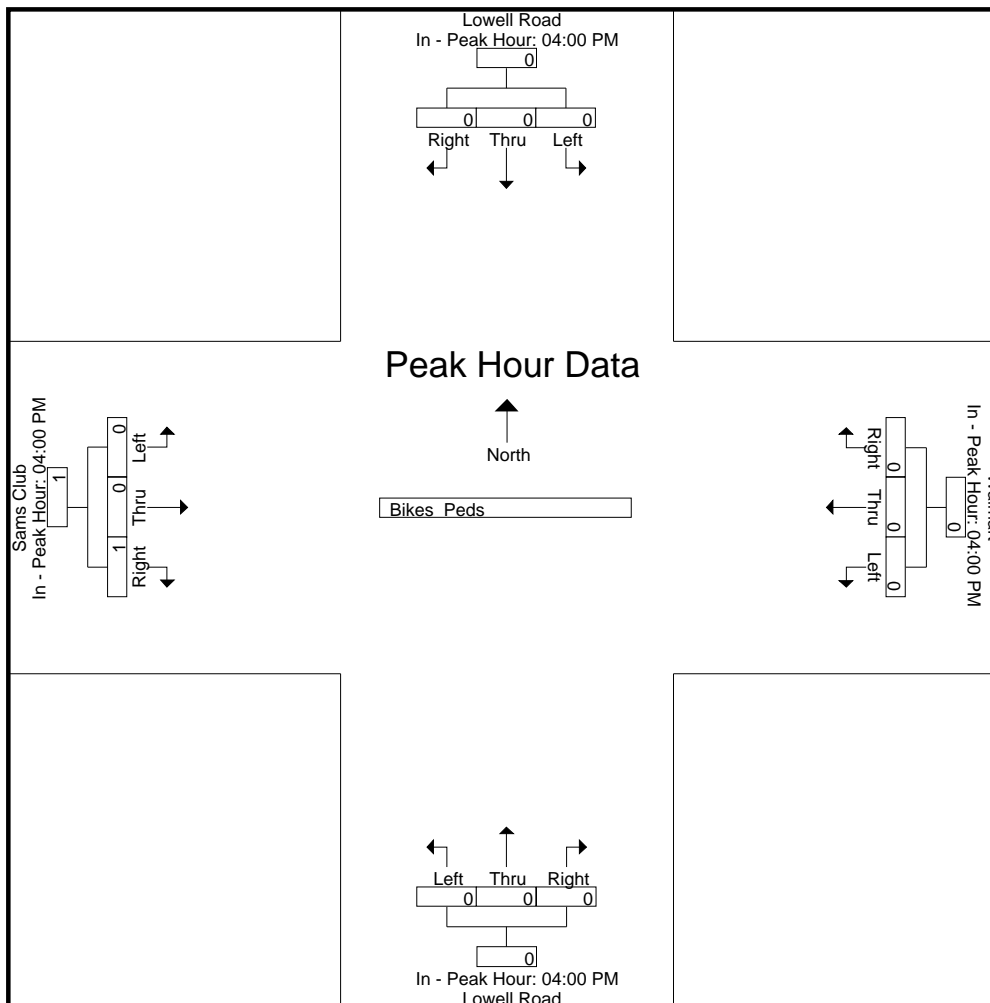 Lowell Road
In - Peak Hour: 04:00 PM
0
0 0 0
Right Thru Left
Peak Hour Data
North
Bikes Peds
Sams Club
In - Peak Hour: 04:00 PM
1
0 0 1
Left Thru Right
Right Thru Left
0 0 0
0
In - Peak Hour: 04:00 PM
Left Thru Right
0 0 0
0
In - Peak Hour: 04:00 PM
Lowell Road